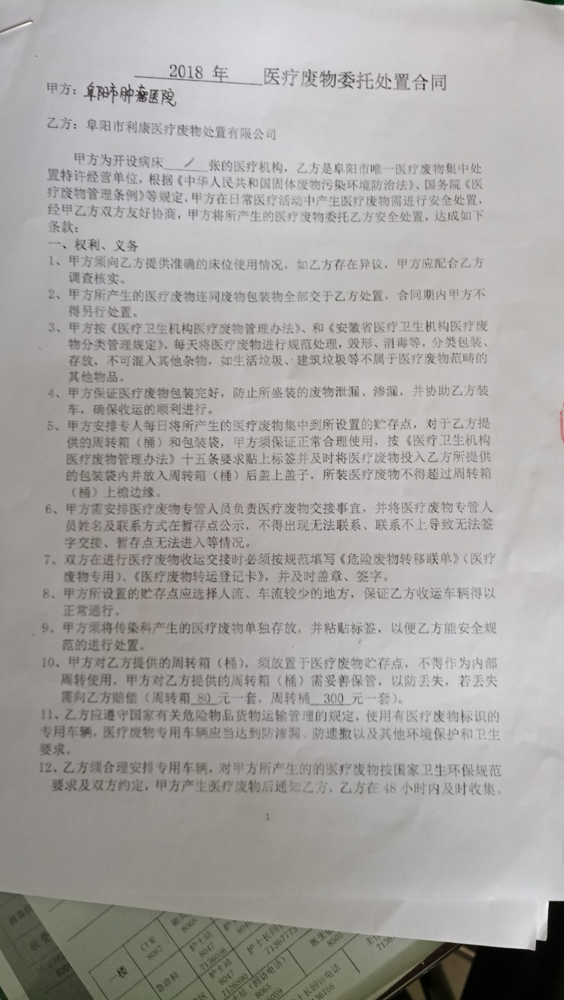 2018 年 医疗废物委托处置合同
甲方：阜阳市肿瘤医院
乙方：阜阳市利康医疗废物处置有限公司
甲方为开设病床 / 张的医疗机构，乙方是阜阳市唯一医疗废物集中处
置特许经营单位，根据《中华人民共和国固体废物污染环境防治法》、国务院《医
疗废物管理条例》等规定，甲方在日常医疗活动中产生医疗废物需进行安全处置，
经甲乙方双方友好协商，甲方将所产生的医疗废物委托乙方安全处置，达成如下
条款：
一、权利、义务
1、甲方须向乙方提供准确的床位使用情况，如乙方存在异议，甲方应配合乙方
调查核实。
2、甲方所产生的医疗废物连同废物包装物全部交于乙方处置，合同期内甲方不
得另行处置。
3、甲方按《医疗卫生机构医疗废物管理办法》、和《安徽省医疗卫生机构医疗废
物分类管理规定》，每天将医疗废物进行规范处理，毁形、消毒等，分类包装、
存放，不可混入其他杂物，如生活垃圾、建筑垃圾等不属于医疗废物范畴的
其他物品。
4、甲方保证医疗废物包装完好，防止所盛装的废物泄漏、渗漏，并协助乙方装
车，确保收运的顺利进行。
5、甲方安排专人每日将所产生的医疗废物集中到所设置的贮存点，对于乙方提
供的周转箱（桶）和包装袋，甲方须保证正常合理使用，按《医疗卫生机构
医疗废物管理办法》十五条要求贴上标签并及时将医疗废物投入乙方所提供
的包装袋内并放入周转箱（桶）后盖上盖子，所装医疗废物不得超过周转箱
（桶）上檐边缘。
6、甲方需安排医疗废物专管人员负责医疗废物交接事宜，并将医疗废物专管人
员姓名及联系方式在暂存点公示，不得出现无法联系、联系不上导致无法签
字交接、暂存点无法进入等情况。
7、双方在进行医疗废物收运交接时必须按规范填写《危险废物转移联单》（医疗
废物专用）、《医疗废物转运登记卡》，并及时盖章、签字。
8、甲方所设置的贮存点应选择人流、车流较少的地方，保证乙方收运车辆得以
正常通行。
9、甲方须将传染科产生的医疗废物单独存放，并粘贴标签，以便乙方能安全规
范的进行处置。
10、甲方对乙方提供的周转箱（桶），须放置于医疗废物贮存点，不得作为内部
周转使用，甲方对乙方提供的周转箱（桶）需妥善保管，以防丢失，若丢失
需向乙方赔偿（周转箱 80 元一套，周转桶 300 元一套）。
11、乙方应遵守国家有关危险物品货物运输管理的规定，使用有医疗废物标识的
专用车辆，医疗废物专用车辆应当达到防渗漏、防遗撒以及其他环境保护和卫生
要求。
12、乙方须合理安排专用车辆，对甲方所产生的的医疗废物按国家卫生环保规范
要求及双方约定，甲方产生医疗废物后通知乙方，乙方在 48 小时内及时收集。
1
收费
一楼
CT室
8067
8068
护士站
8047
7136056
护士长回
71367773
医生
8505
急诊科
护士站
8047
7136590
士站（回访电话）
8065
士长回访电话